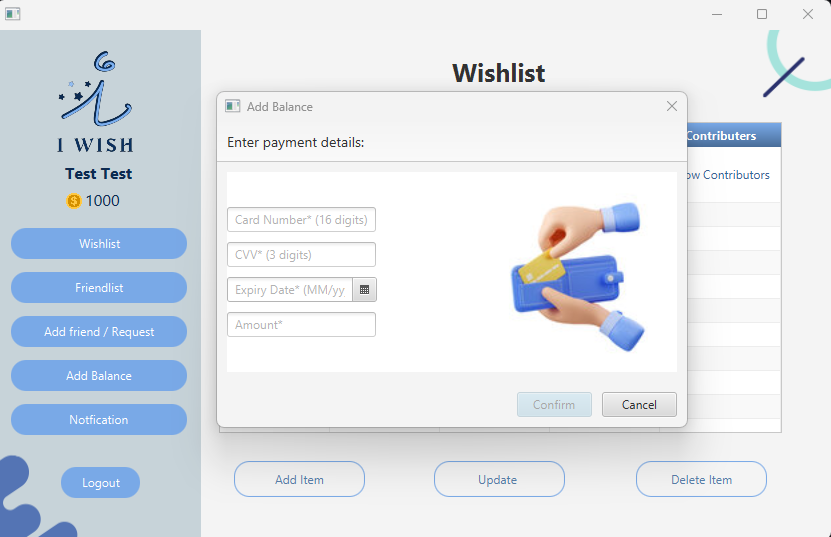 I WISH
Test Test
1000
Wishlist
Friendlist
Add friend / Request
Add Balance
Notfication
Logout
Wishlist
Contributers
Contributors
Add Balance
Enter payment details:
Card Number* (16 digits)
CVV* (3 digits)
Expiry Date* (MM/yy
Amount*
Confirm
Cancel
Add Item
Update
Delete Item